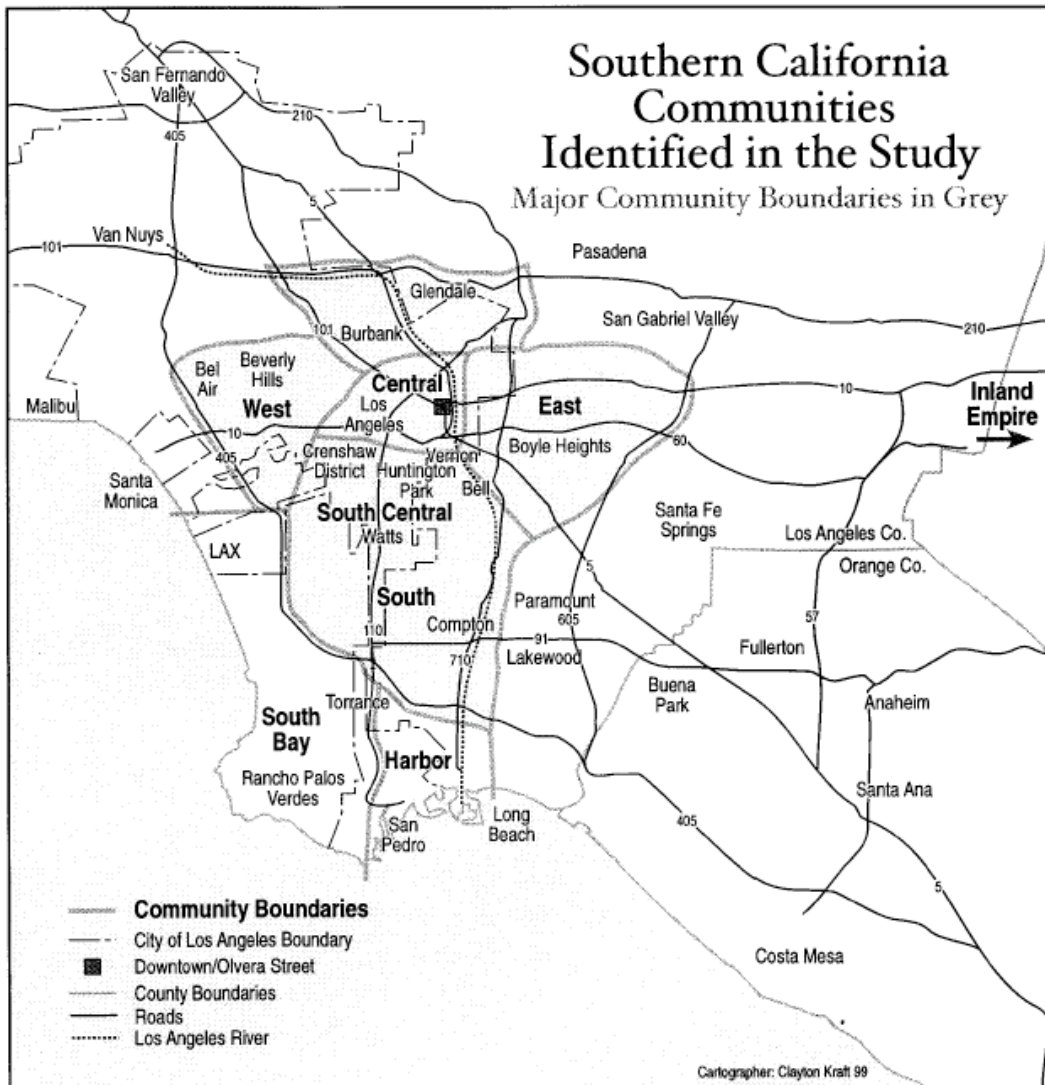 Southern California
Communities
Identified in the Study
Major Community Boundaries in Grey
San Fernando
Valley
210
405
5
Van Nuys
101
Pasadena
Glendale
San Gabriel Valley
101
Burbank
210
Bel
Air
Beverly
Hills
Central
10
Inland
Empire
Malibu
West
Los
Angeles
East
10
405
Crenshaw
District
Vernon
Boyle Heights
60
Huntington
Park
Santa
Monica
Bell
South Central
Watts
Santa Fe
Springs
Los Angeles Co.
LAX
Orange Co.
5
South
Paramount
605
57
110
Compton
91
Fullerton
710
Lakewood
Buena
Park
Torrance
Anaheim
South
Bay
Harbor
Rancho Palos
Verdes
Santa Ana
San
Pedro
Long
Beach
405
5
Community Boundaries
City of Los Angeles Boundary
Downtown/Olvera Street
County Boundaries
Roads
Los Angeles River
Costa Mesa
Cartographer: Clayton Kraft 99